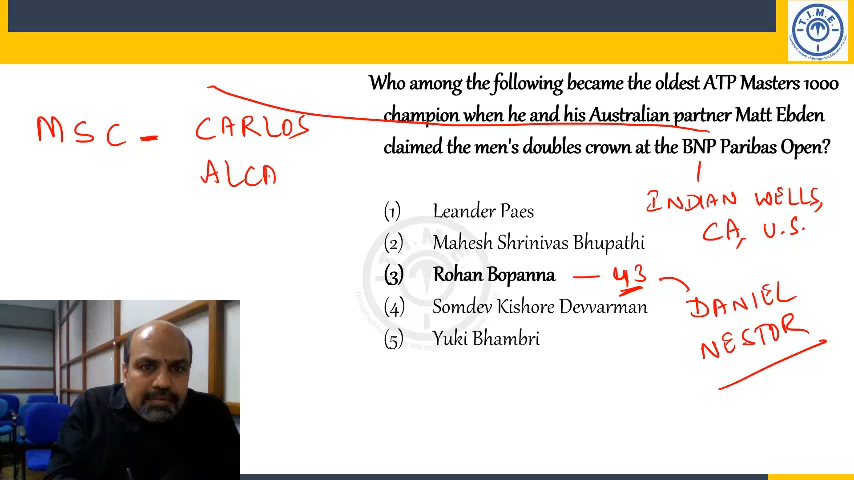 T.I.M.E.
Who among the following became the oldest ATP Masters 1000
champion when he and his Australian partner Matt Ebden
claimed the men's doubles crown at the BNP Paribas Open?
MSC - CARLOS
ALCA
INDIAN WELLS,
CA, U.S.
(1) Leander Paes
(2) Mahesh Shrinivas Bhupathi
(3) Rohan Bopanna — 43
(4) Somdev Kishore Devvarman
(5) Yuki Bhambri
DANIEL
NESTOR